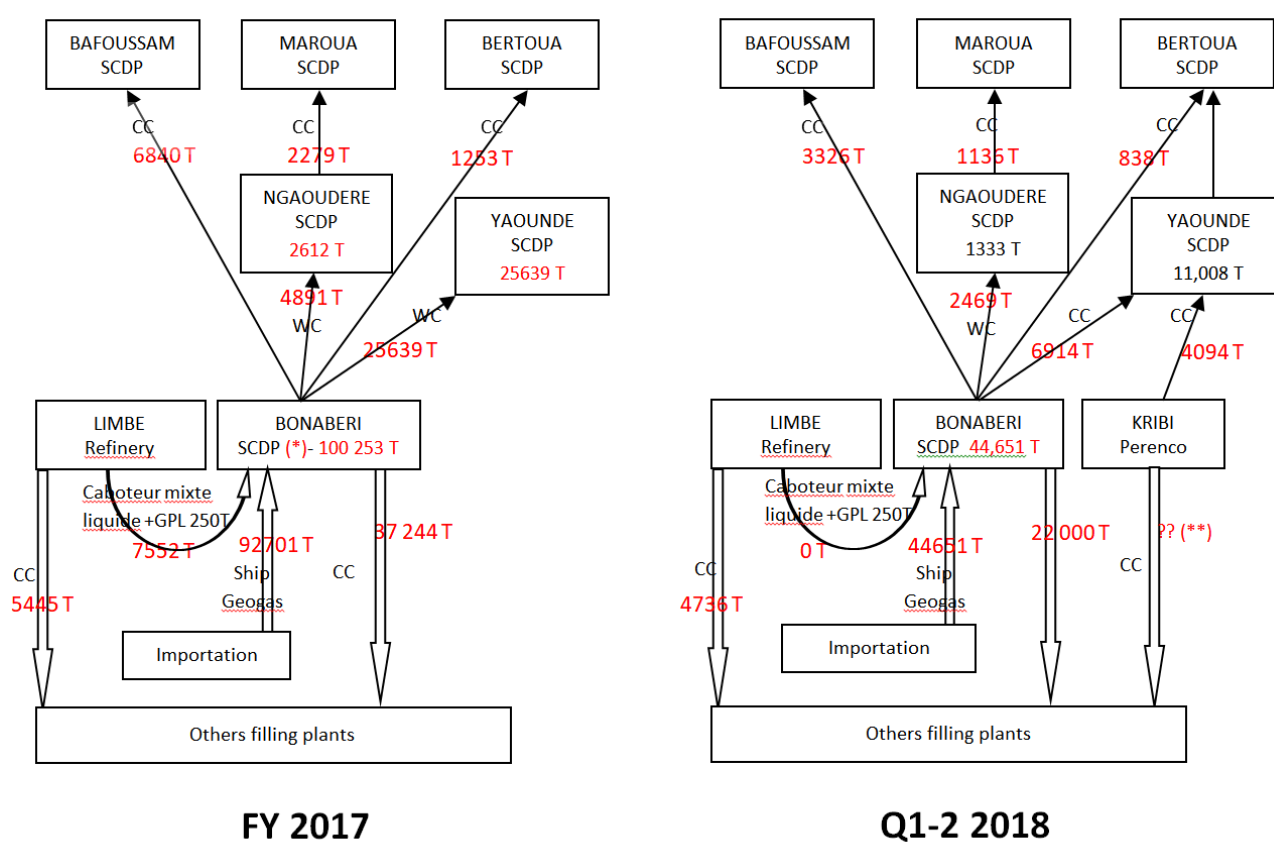 BAFOUSSAM
SCDP
MAROUA
SCDP
BERTOUA
SCDP
CC
6840 T
CC
2279 T
CC
1253 T
NGAOUDERE
SCDP
2612 T
YAOUNDE
SCDP
25639 T
4891 T
WC
WC
25639 T
LIMBE
Refinery
BONABERI
SCDP (*)- 100 253 T
Caboteur mixte
liquide +GPL 250T
7552 T
92701 T
37 244 T
Ship
Geogas
CC
CC
5445 T
Importation
Others filling plants
FY 2017
BAFOUSSAM
SCDP
MAROUA
SCDP
BERTOUA
SCDP
CC
3326 T
CC
1136 T
CC
838 T
NGAOUDERE
SCDP
1333 T
YAOUNDE
SCDP
11,008 T
2469 T
WC
CC
6914 T
CC
4094 T
LIMBE
Refinery
BONABERI
SCDP 44,651 T
KRIBI
Perenco
Caboteur mixte
liquide +GPL 250T
0 T
44651 T
22 000 T
?? (**)
Ship
Geogas
CC
CC
4736 T
Importation
Others filling plants
Q1-2 2018